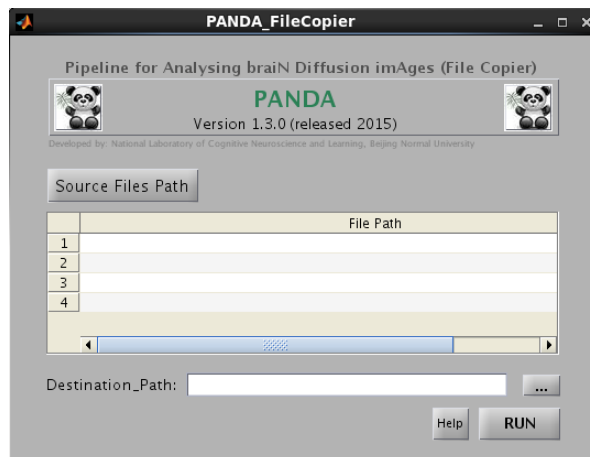 PANDA_FileCopier
Pipeline for Analysing braiN Diffusion imAges (File Copier)
PANDA
Version 1.3.0 (released 2015)
Developed by: National Laboratory of Cognitive Neuroscience and Learning, Beijing Normal University
Source Files Path
File Path
1
2
3
4
Destination_Path:
...
Help
RUN